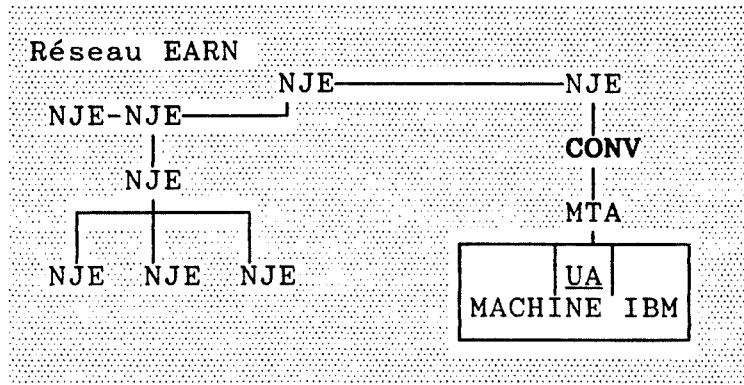 Réseau EARN
NJE NJE
NJE-NJE
CONV
NJE
MTA
NJE NJE NJE UA
MACHINE IBM